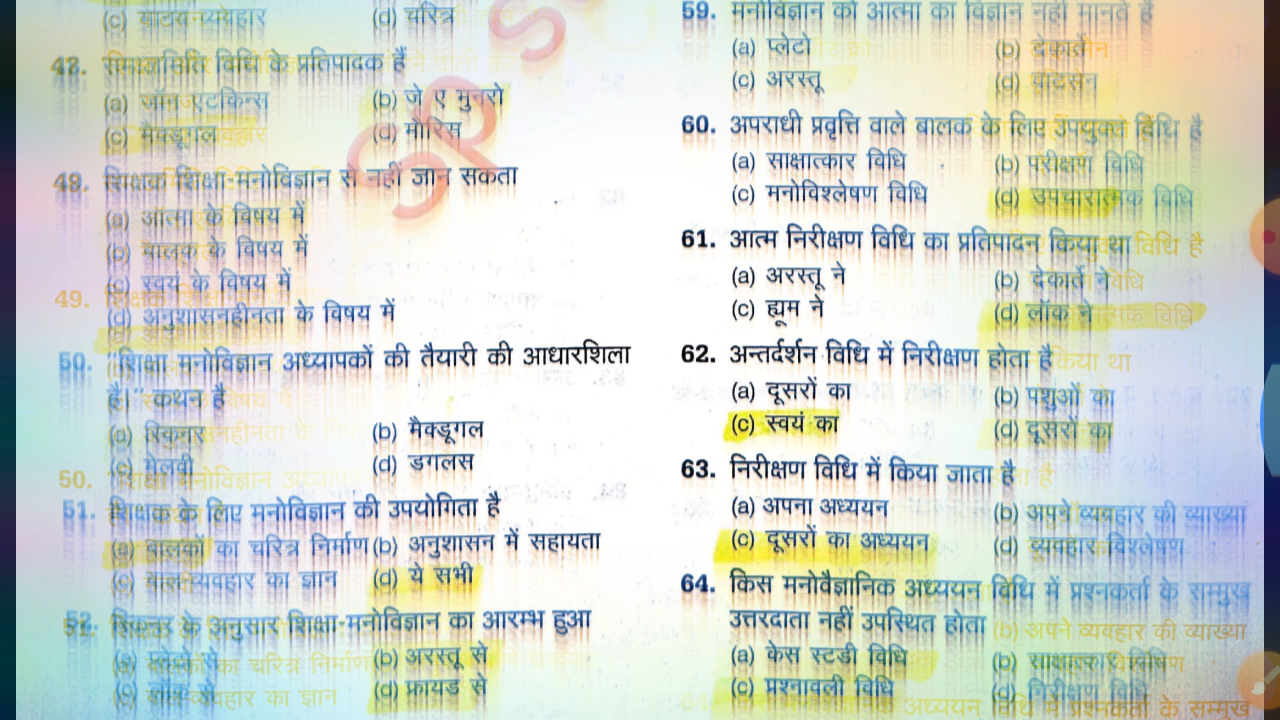 (c) बाह्य-व्यवहार
(d) चरित्र
48. समाजमिति विधि के प्रतिपादक हैं
(a) जॉन एटकिन्स
(b) जे ए मुनरो
(c) मैक्डूगल
(d) मौरिस
49. शिक्षक शिक्षा-मनोविज्ञान से नहीं जान सकता
(a) आत्मा के विषय में
(b) बालक के विषय में
(c) स्वयं के विषय में
(d) अनुशासनहीनता के विषय में
50. "शिक्षा मनोविज्ञान अध्यापकों की तैयारी की आधारशिला
है।" कथन है
(a) स्किनर
(b) मैक्डूगल
(c) मेलवी
(d) डगलस
51. शिक्षक के लिए मनोविज्ञान की उपयोगिता है
(a) बालकों का चरित्र निर्माण
(b) अनुशासन में सहायता
(c) बाल-व्यवहार का ज्ञान
(d) ये सभी
52. स्किनर के अनुसार शिक्षा-मनोविज्ञान का आरम्भ हुआ
(a) प्लेटो से
(b) अरस्तू से
(c)
(d) फ्रायड से
59. मनोविज्ञान को आत्मा का विज्ञान नहीं मानते हैं
(a) प्लेटो
(b) देकार्ते
(c) अरस्तू
(d) वाटसन
60. अपराधी प्रवृत्ति वाले बालक के लिए उपयुक्त विधि है
(a) साक्षात्कार विधि
(b) परीक्षण विधि
(c) मनोविश्लेषण विधि
(d) उपचारात्मक विधि
61. आत्म निरीक्षण विधि का प्रतिपादन किया था
(a) अरस्तू ने
(b) देकार्ते ने
(c) ह्यूम ने
(d) लॉक ने
62. अन्तर्दर्शन विधि में निरीक्षण होता है
(a) दूसरों का
(b) पशुओं का
(c) स्वयं का
(d) दूसरों का
63. निरीक्षण विधि में किया जाता है
(a) अपना अध्ययन
(b) अपने व्यवहार की व्याख्या
(c) दूसरों का अध्ययन
(d) व्यवहार विश्लेषण
64. किस मनोवैज्ञानिक अध्ययन विधि में प्रश्नकर्ता के सम्मुख
उत्तरदाता नहीं उपस्थित होता
(a) केस स्टडी विधि
(b) साक्षात्कार विधि
(c) प्रश्नावली विधि
(d) निरीक्षण विधि